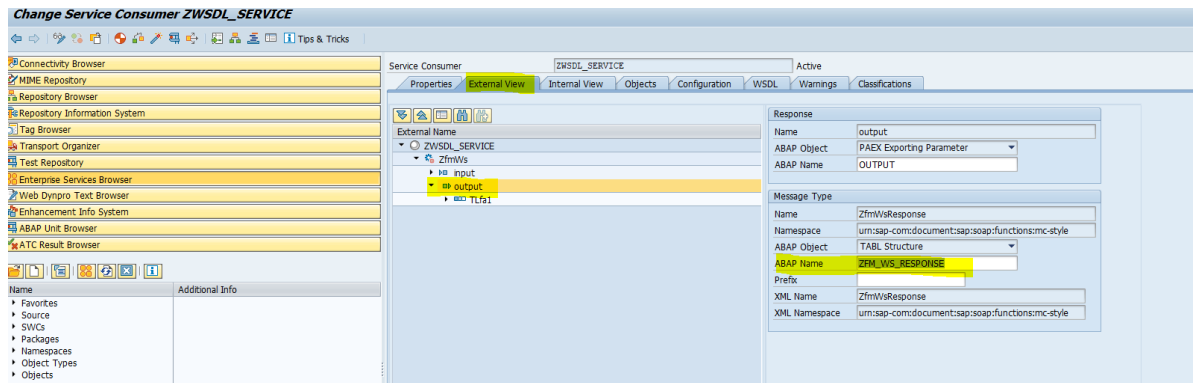 Change Service Consumer ZWSDL_SERVICE
Tips & Tricks
Connectivity Browser
MIME Repository
Repository Browser
Repository Information System
Tag Browser
Transport Organizer
Test Repository
Enterprise Services Browser
Web Dynpro Text Browser
Enhancement Info System
ABAP Unit Browser
ATC Result Browser
Name Additional Info
Favorites
Source
SWCs
Packages
Namespaces
Object Types
Objects
Service Consumer ZWSDL_SERVICE Active
Properties External View Internal View Objects Configuration WSDL Warnings Classifications
External Name
ZWSDL_SERVICE
ZfmWs
input
output
TLfa1
Response
Name output
ABAP Object PAEX Exporting Parameter
ABAP Name OUTPUT
Message Type
Name ZfmWsResponse
Namespace urn:sap-com:document:sap:soap:functions:mc-style
ABAP Object TABL Structure
ABAP Name ZFM_WS_RESPONSE
Prefix
XML Name ZfmWsResponse
XML Namespace urn:sap-com:document:sap:soap:functions:mc-style